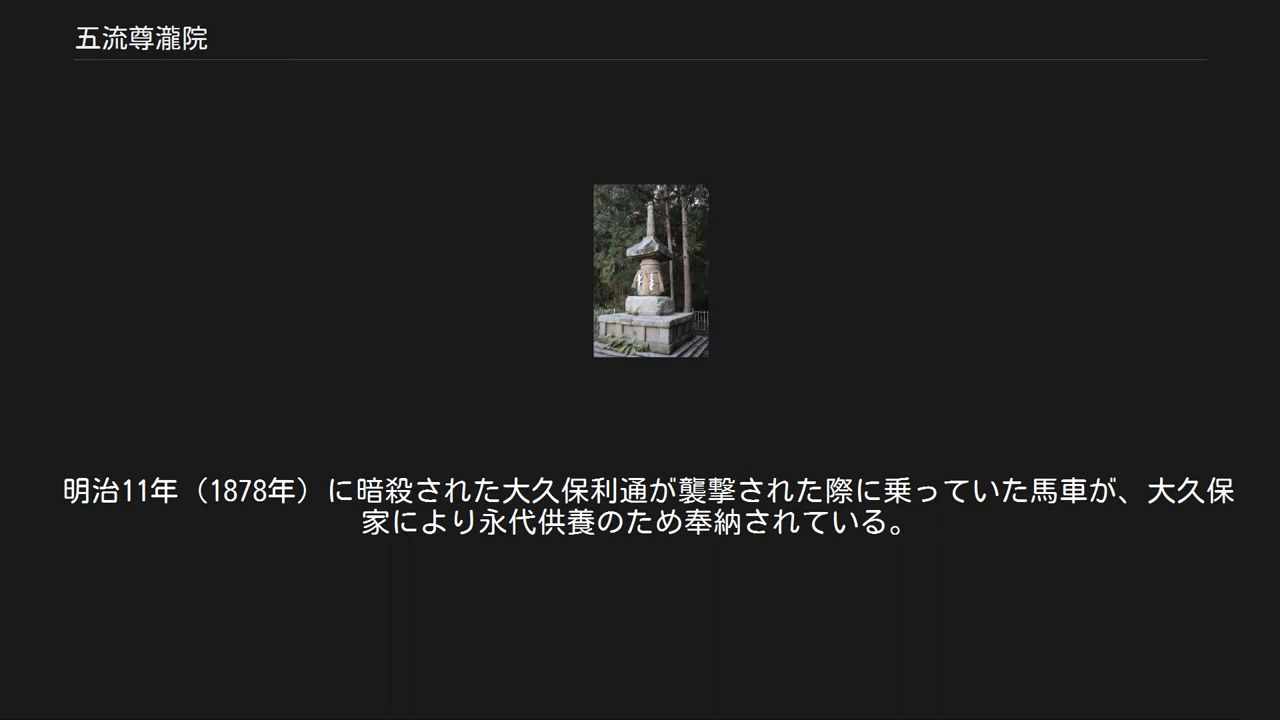 五流尊瀧院
明治11年（1878年）に暗殺された大久保利通が襲撃された際に乗っていた馬車が、大久保
家により永代供養のため奉納されている。